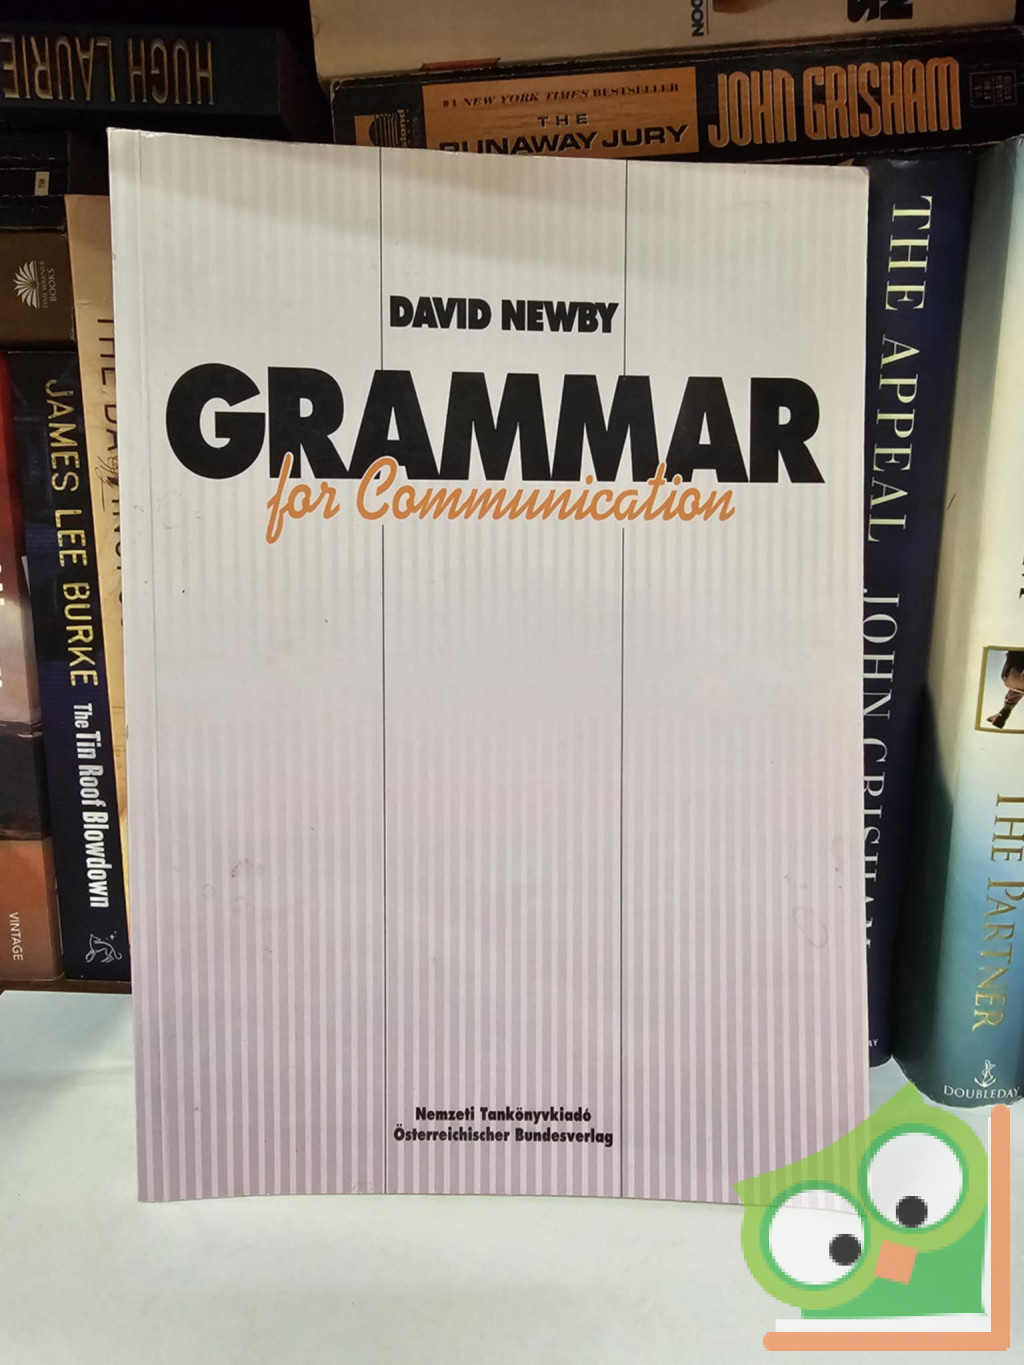 HUGH LAURIE
#1 NEW YORK TIMES BESTSELLER
THE
RUNAWAY JURY
JOHN GRISHAM
DAVID NEWBY
GRAMMAR
for Communication
Nemzeti Tankönyvkiadó
Österreichischer Bundesverlag
BOOKS
JAMES LEE BURKE
The Tin Roof Blowdown
VINTAGE
THE APPEAL JOHN GRISHAM
THE PARTNER
DOUBLEDAY